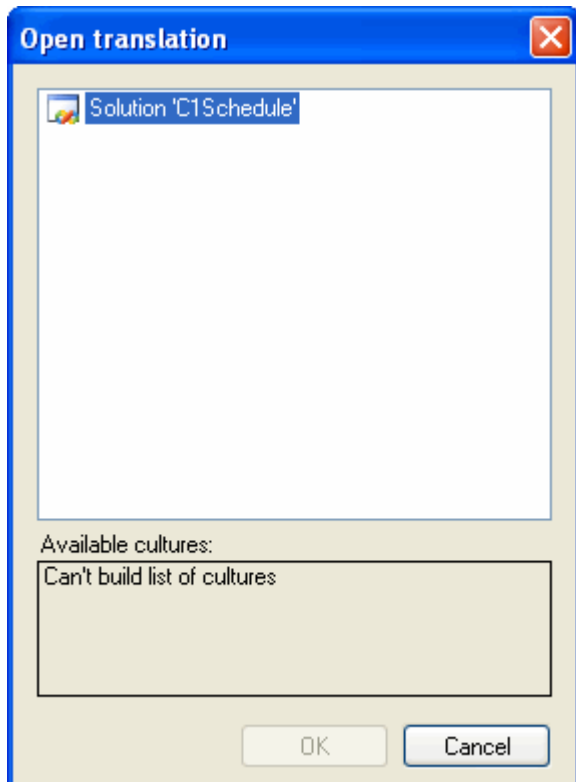 Open translation
Solution 'C1Schedule'
Available cultures:
Can't build list of cultures
OK
Cancel